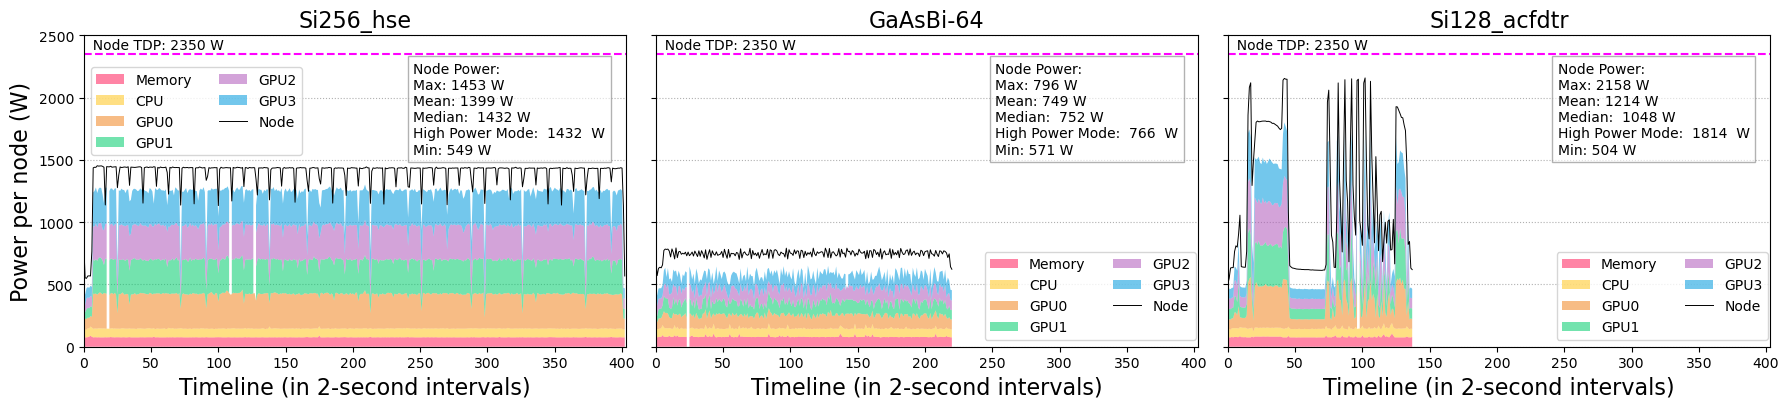 Si256_hse
GaAsBi-64
Si128_acfdtr
Power per node (W)
2500
2000
1500
1000
500
0
Node TDP: 2350 W
Memory
CPU
GPU0
GPU1
GPU2
GPU3
Node
Node Power:
Max: 1453 W
Mean: 1399 W
Median:  1432 W
High Power Mode:  1432  W
Min: 549 W
0 50 100 150 200 250 300 350 400
Timeline (in 2-second intervals)
Node TDP: 2350 W
Node Power:
Max: 796 W
Mean: 749 W
Median:  752 W
High Power Mode:  766  W
Min: 571 W
Memory
CPU
GPU0
GPU1
GPU2
GPU3
Node
0 50 100 150 200 250 300 350 400
Timeline (in 2-second intervals)
Node TDP: 2350 W
Node Power:
Max: 2158 W
Mean: 1214 W
Median:  1048 W
High Power Mode:  1814  W
Min: 504 W
Memory
CPU
GPU0
GPU1
GPU2
GPU3
Node
0 50 100 150 200 250 300 350 400
Timeline (in 2-second intervals)